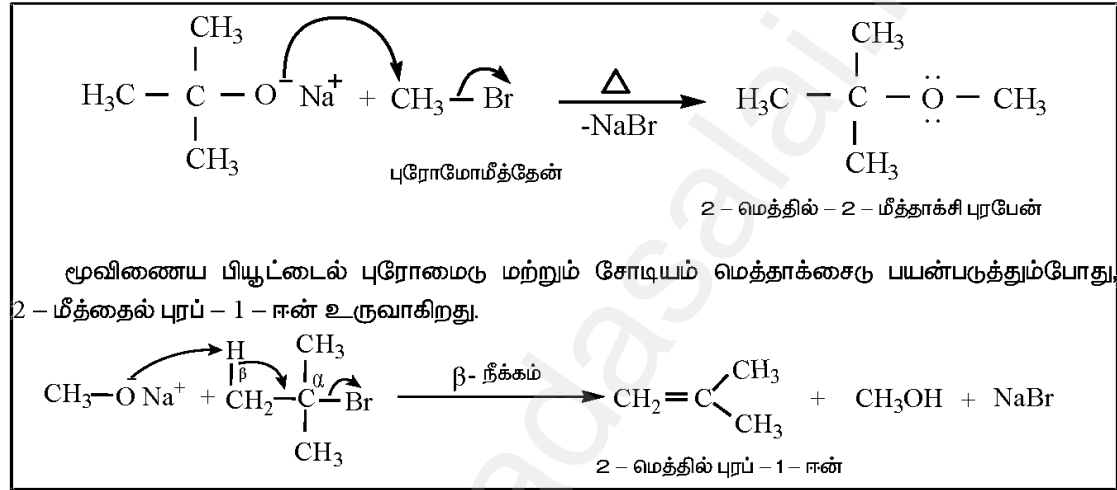 CH₃
H₃C – C – O⁻ Na⁺ + CH₃ – Br △ -NaBr H₃C – C – O – CH₃
CH₃ CH₃
CH₃ CH₃
புரோமோமீத்தேன்
2 – மெத்தில் – 2 – மீத்தாக்சி புரபேன்
மூவிணைய பியூட்டைல் புரோமைடு மற்றும் சோடியம் மெத்தாக்சைடு பயன்படுத்தும்போது,
2 – மீத்தைல் புரப் – 1 – ஈன் உருவாகிறது.
H CH₃
β α
CH₃–O⁻ Na⁺ + CH₂–C–Br β- நீக்கம் CH₂=C CH₃ CH₃ + CH₃OH + NaBr
CH₃
2 – மெத்தில் புரப் –1– ஈன்